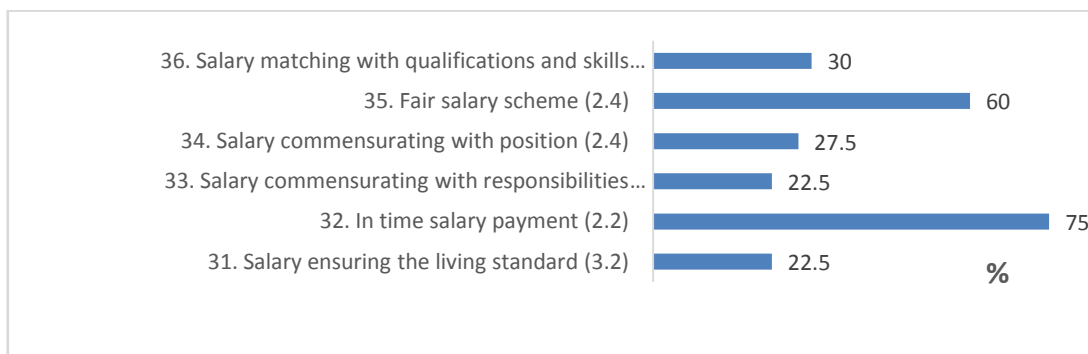 36. Salary matching with qualifications and skills… 30
35. Fair salary scheme (2.4) 60
34. Salary commensurating with position (2.4) 27.5
33. Salary commensurating with responsibilities… 22.5
32. In time salary payment (2.2) 75
31. Salary ensuring the living standard (3.2) 22.5
%